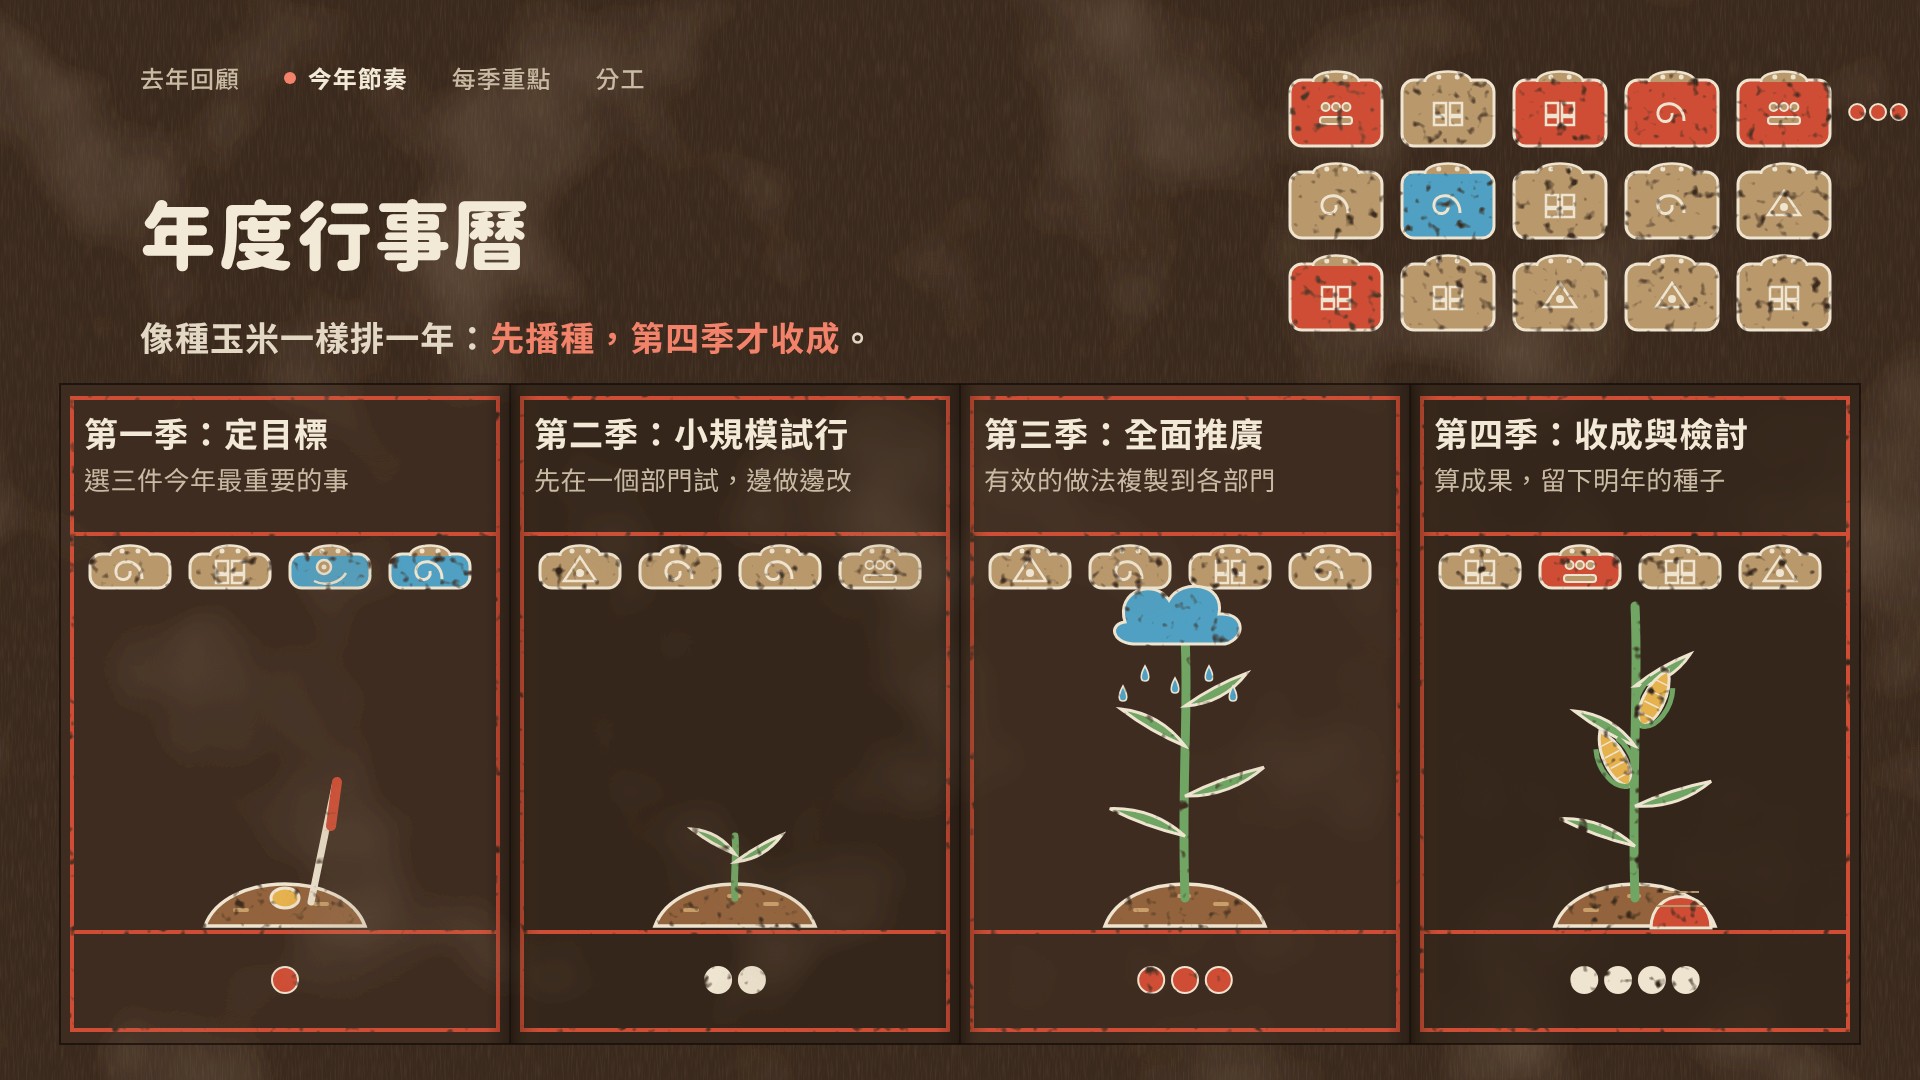 去年回顧
今年節奏
每季重點
分工
年度行事曆
像種玉米一樣排一年：先播種，第四季才收成。
第一季：定目標
選三件今年最重要的事
第二季：小規模試行
先在一個部門試，邊做邊改
第三季：全面推廣
有效的做法複製到各部門
第四季：收成與檢討
算成果，留下明年的種子